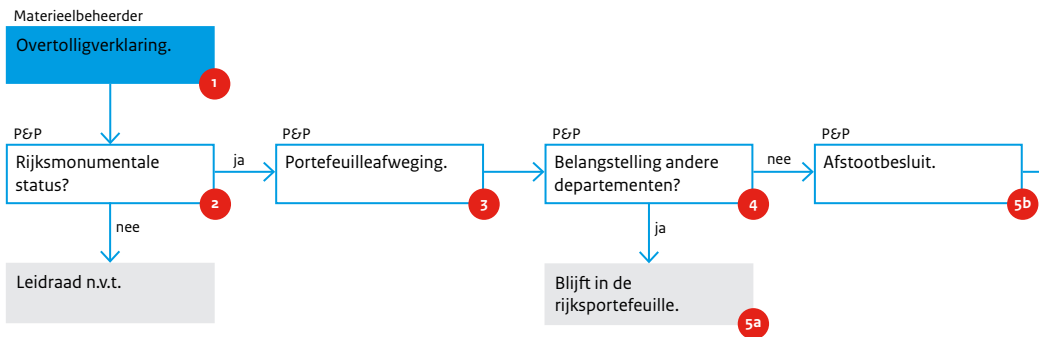 Materieelbeheerder
Overtolligverklaring.
1
P&P
Rijksmonumentale
status?
2
ja
P&P
Portefeuilleafweging.
3
P&P
Belangstelling andere
departementen?
4
nee
P&P
Afstootbesluit.
5b
nee
ja
Leidraad n.v.t.
Blijft in de
rijksportefeuille.
5a